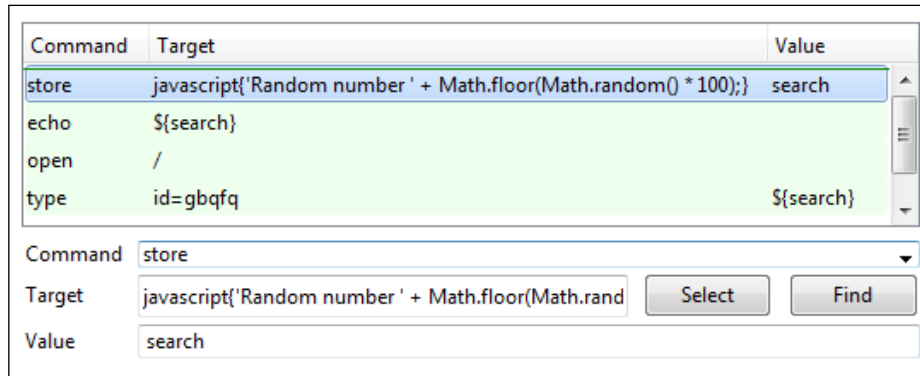 Command Target Value
store javascript{'Random number ' + Math.floor(Math.random() * 100);} search
echo ${search}
open /
type id=gbqfq ${search}
Command store
Target javascript{'Random number ' + Math.floor(Math.rand Select Find
Value search